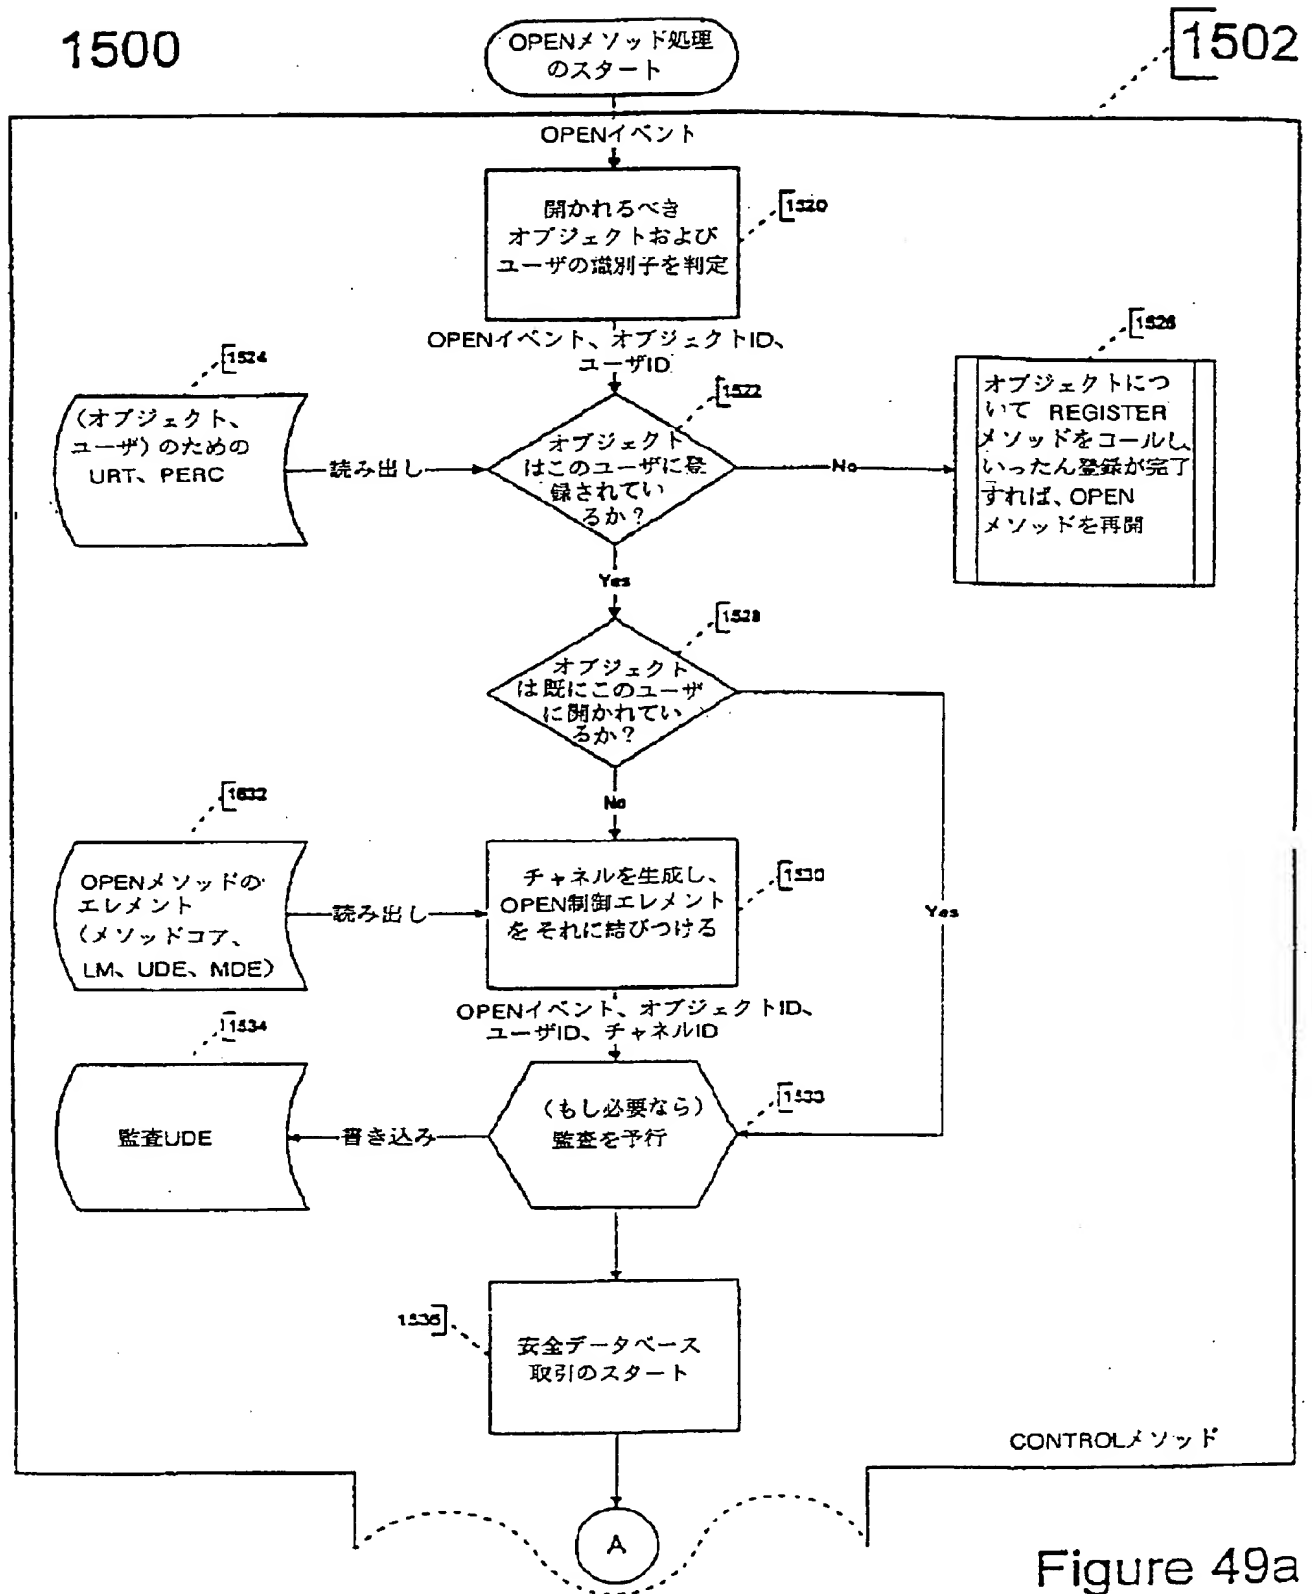 1500
OPENメソッド処理
のスタート
1502
OPENイベント
開かれるべき
オブジェクトおよび
ユーザの識別子を判定
1520
OPENイベント、オブジェクトID、
ユーザID
1524
(オブジェクト、
ユーザ)のための
URT、PERC
読み出し
1522
オブジェクト
はこのユーザに登
録されてい
るか?
No
1526
オブジェクトにつ
いて REGISTER
メソッドをコールし、
いったん登録が完了
すれば、OPEN
メソッドを再開
Yes
1528
オブジェクト
は既にこのユーザ
に開かれてい
るか?
No
Yes
1532
OPENメソッドの
エレメント
(メソッドコア、
LM、UDE、MDE)
読み出し
チャネルを生成し、
OPEN制御エレメント
を それに結びつける
1530
OPENイベント、オブジェクトID、
ユーザID、チャネルID
1534
監査UDE
書き込み
(もし必要なら)
監査を予行
1533
1536
安全データベース
取引のスタート
CONTROLメソッド
A
Figure 49a